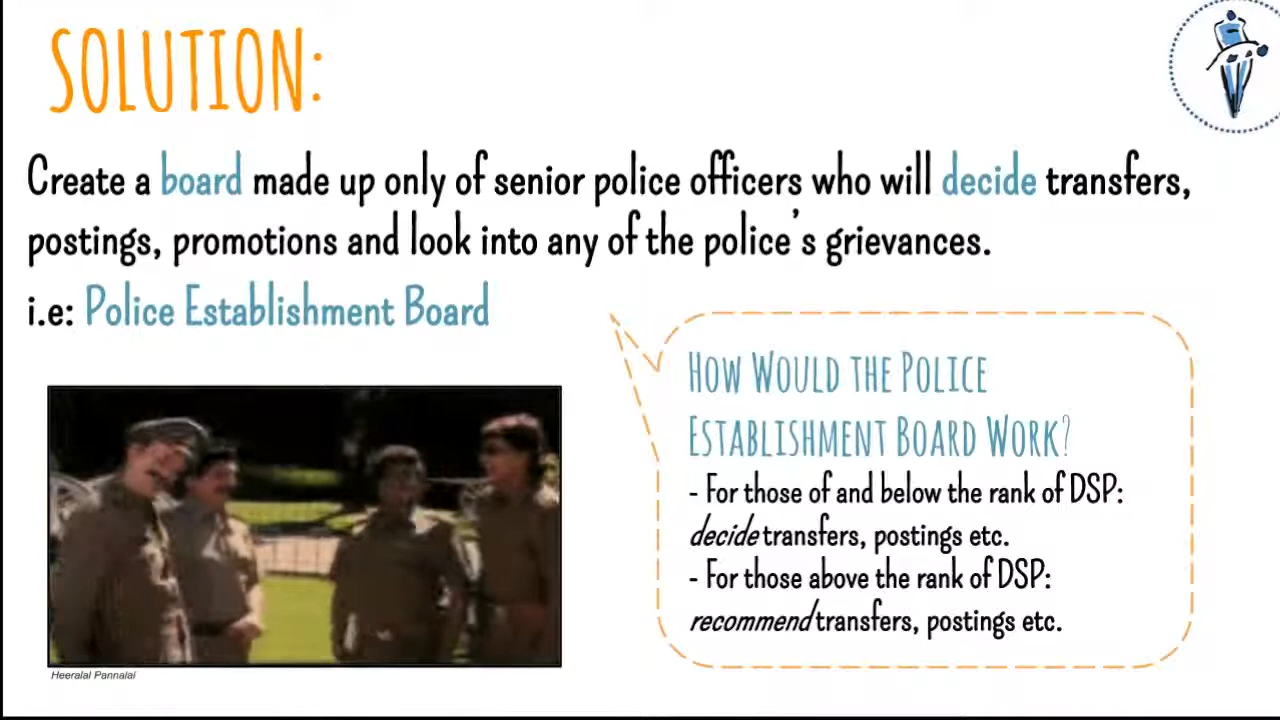 SOLUTION:
Create a board made up only of senior police officers who will decide transfers,
postings, promotions and look into any of the police's grievances.
i.e: Police Establishment Board
HOW WOULD THE POLICE
ESTABLISHMENT BOARD WORK?
- For those of and below the rank of DSP:
decide transfers, postings etc.
- For those above the rank of DSP:
recommend transfers, postings etc.
Heeralal Pannalal